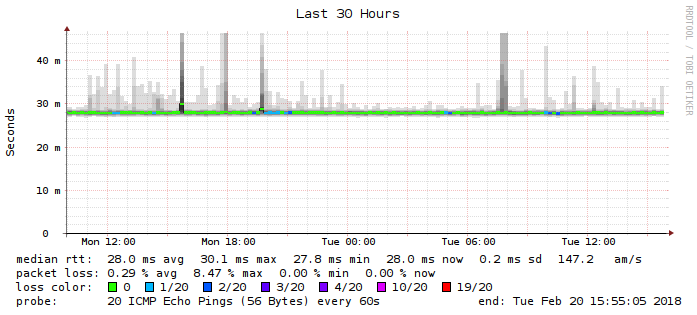 Last 30 Hours
RRDTOOL / TOBI OETIKER
Seconds
40 m
30 m
20 m
10 m
0
Mon 12:00 Mon 18:00 Tue 00:00 Tue 06:00 Tue 12:00
median rtt: 28.0 ms avg 30.1 ms max 27.8 ms min 28.0 ms now 0.2 ms sd 147.2 am/s
packet loss: 0.29 % avg 8.47 % max 0.00 % min 0.00 % now
loss color: 0 1/20 2/20 3/20 4/20 10/20 19/20
probe: 20 ICMP Echo Pings (56 Bytes) every 60s end: Tue Feb 20 15:55:05 2018